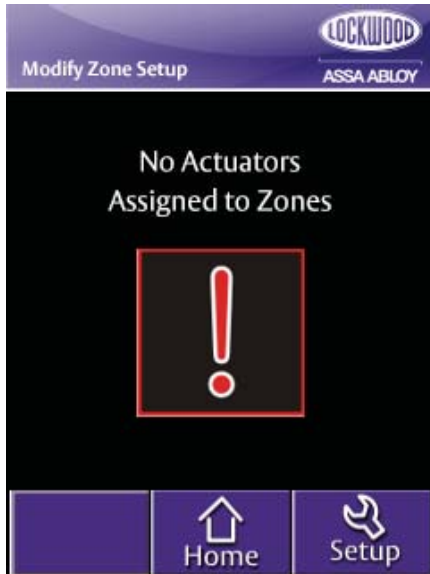 LOCKWOOD
Modify Zone Setup
ASSA ABLOY
No Actuators
Assigned to Zones
Home
Setup